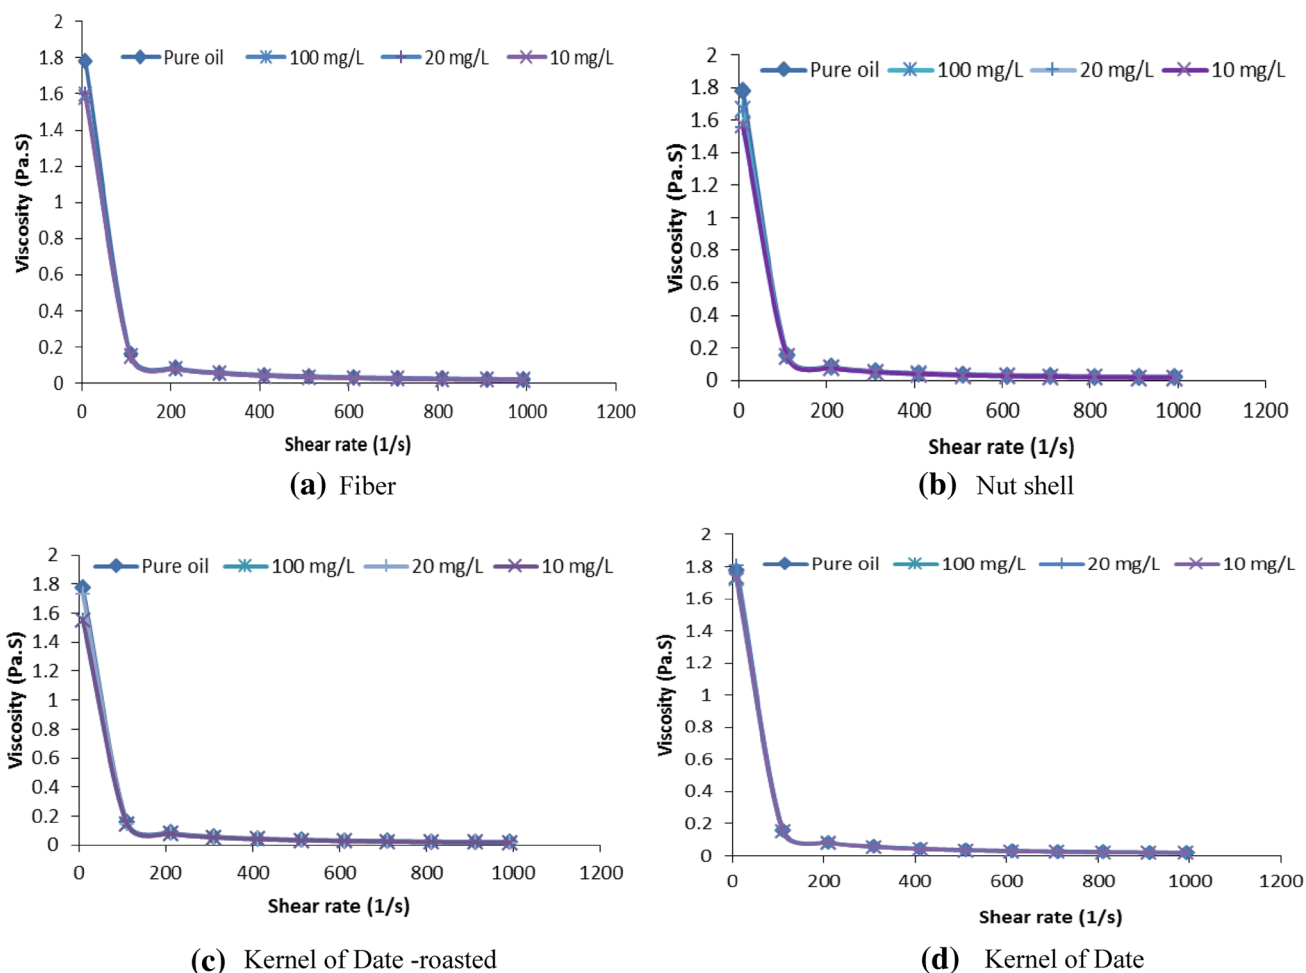 2
1.8
1.6
1.4
1.2
1
0.8
0.6
0.4
0.2
0
Viscosity (Pa.S)
Pure oil 100 mg/L 20 mg/L 10 mg/L
0 200 400 600 800 1000 1200
Shear rate (1/s)
(a) Fiber
2
1.8
1.6
1.4
1.2
1
0.8
0.6
0.4
0.2
0
Viscosity (Pa.S)
Pure oil 100 mg/L 20 mg/L 10 mg/L
0 200 400 600 800 1000 1200
Shear rate (1/s)
(b) Nut shell
2
1.8
1.6
1.4
1.2
1
0.8
0.6
0.4
0.2
0
Viscosity (Pa.S)
Pure oil 100 mg/L 20 mg/L 10 mg/L
0 200 400 600 800 1000 1200
Shear rate (1/s)
(c) Kernel of Date -roasted
2
1.8
1.6
1.4
1.2
1
0.8
0.6
0.4
0.2
0
Viscosity (Pa.S)
Pure oil 100 mg/L 20 mg/L 10 mg/L
0 200 400 600 800 1000 1200
Shear rate (1/s)
(d) Kernel of Date